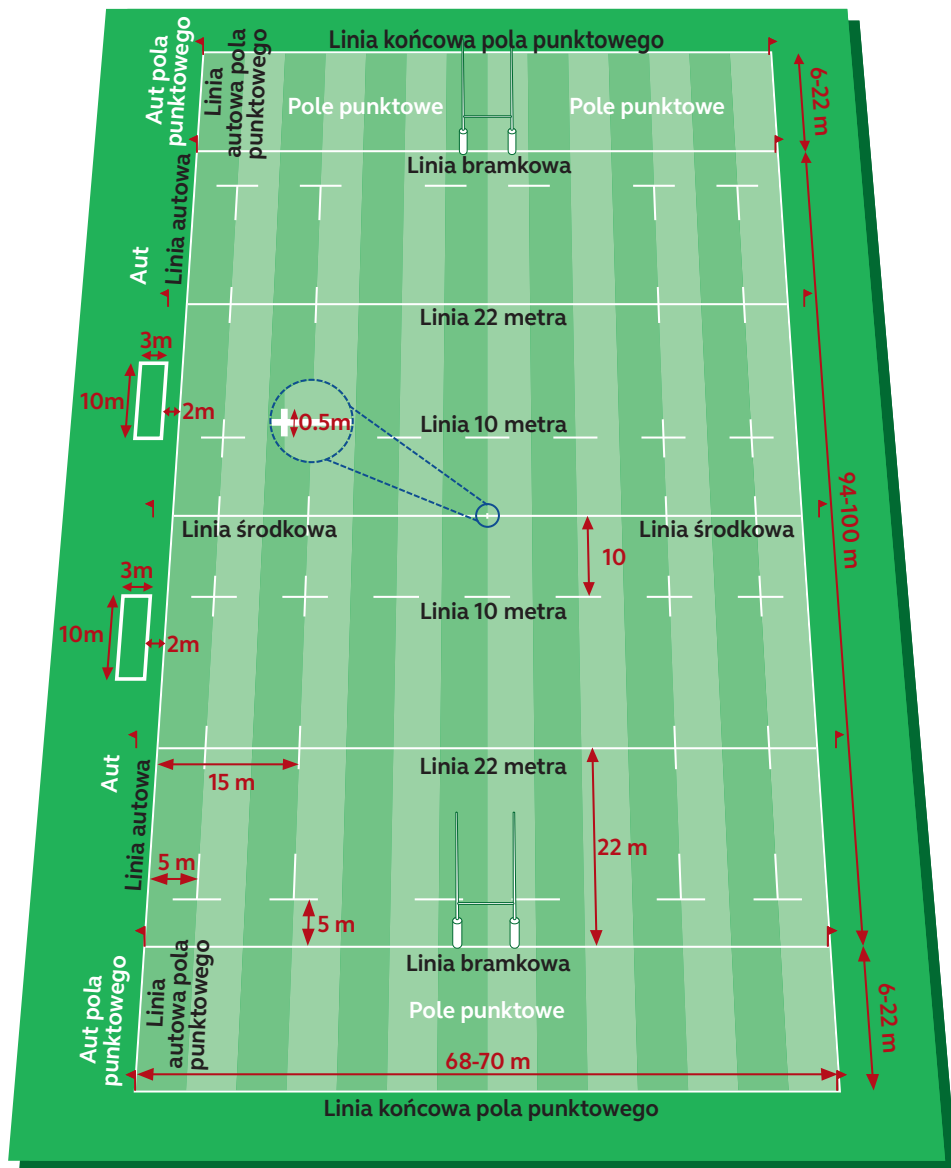 Linia końcowa pola punktowego
Aut pola
punktowego
Linia
autowa pola
punktowego
Pole punktowe
Pole punktowe
6-22 m
Linia bramkowa
Linia autowa
Aut
Linia 22 metra
3m
10m
2m
0.5m
Linia 10 metra
94-100 m
Linia środkowa
Linia środkowa
10
3m
10m
2m
Linia 10 metra
Aut
Linia autowa
15 m
Linia 22 metra
22 m
5 m
5 m
Linia bramkowa
Aut pola
punktowego
Linia
autowa pola
punktowego
Pole punktowe
6-22 m
68-70 m
Linia końcowa pola punktowego